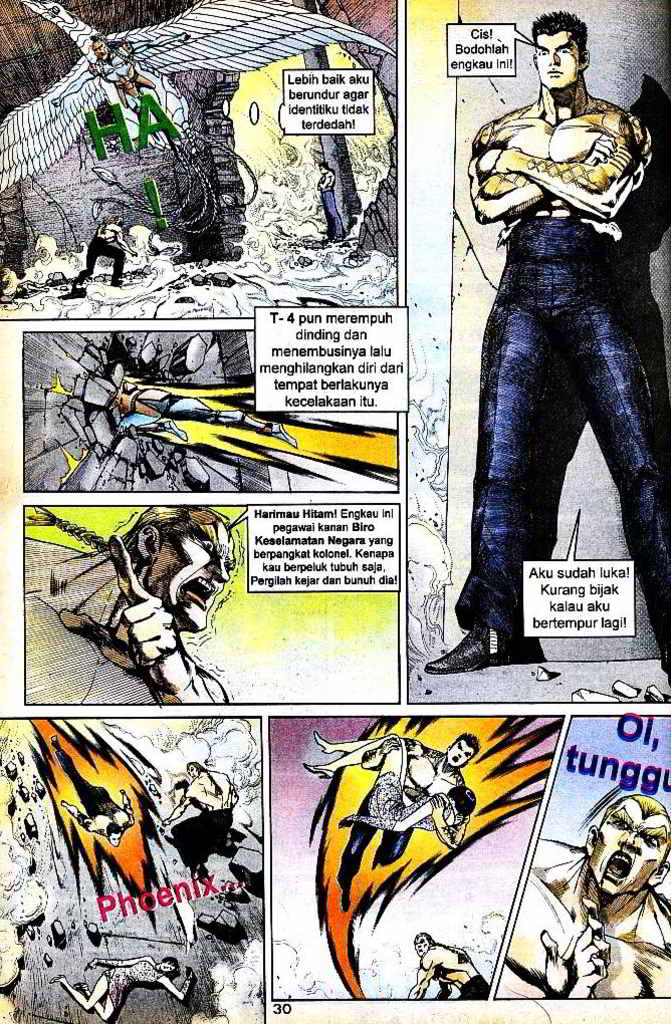 HA
!
Lebih baik aku
berundur agar
identitiku tidak
terdedah!
Cis!
Bodohlah
engkau ini!
T- 4 pun merempuh
dinding dan
menembusinya lalu
menghilangkan diri dari
tempat berlakunya
kecelakaan itu.
Harimau Hitam! Engkau ini
pegawai kanan Biro
Keselamatan Negara yang
berpangkat kolonel. Kenapa
kau berpeluk tubuh saja,
Pergilah kejar dan bunuh dia!
Aku sudah luka!
Kurang bijak
kalau aku
bertempur lagi!
Phoenix...
Oi,
30